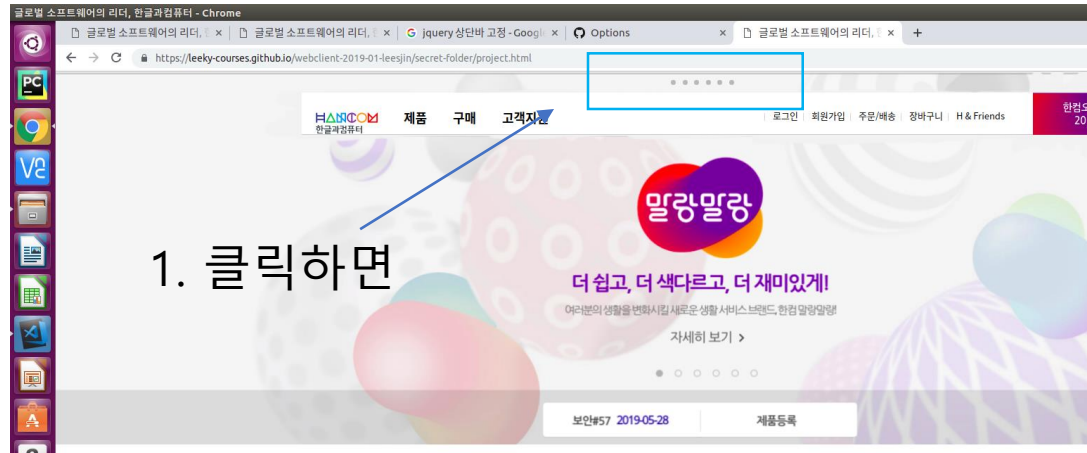 글로벌 소프트웨어의 리더, 한글과컴퓨터 - Chrome
글로벌 소프트웨어의 리더, 글로벌 소프트웨어의 리더, jquery 상단바 고정 - Googl Options 글로벌 소프트웨어의 리더,
https://leeky-courses.github.io/webclient-2019-01-leesjin/secret-folder/project.html
HANCOM 제품 구매 고객지원 로그인 회원가입 주문/배송 장바구니 H & Friends 한컴오
한글과컴퓨터 20
말랑말랑
1. 클릭하면
더 쉽고, 더 색다르고, 더 재미있게!
여러분의 생활을 변화시킬 새로운 생활 서비스 브랜드, 한컴 말랑말랑!
자세히 보기 >
보안#57 2019-05-28 제품등록